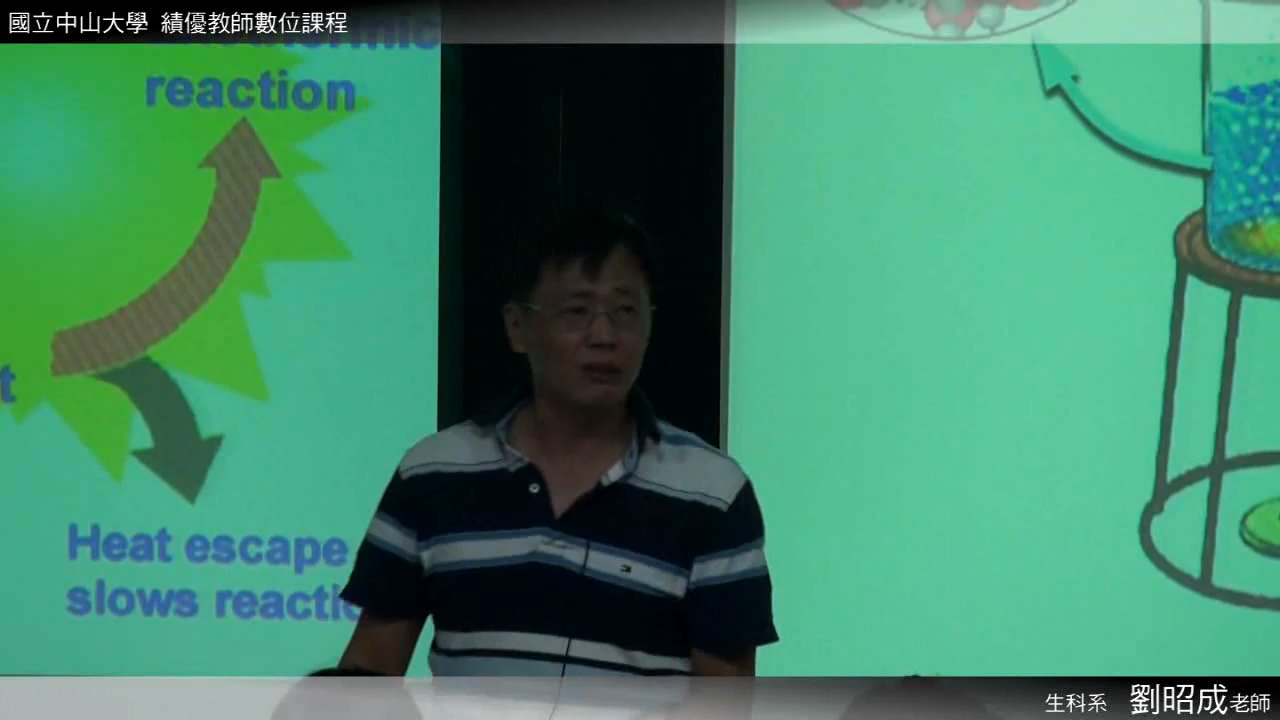 國立中山大學 績優教師數位課程
reaction
Heat escape
slows
生科系 劉昭成老師